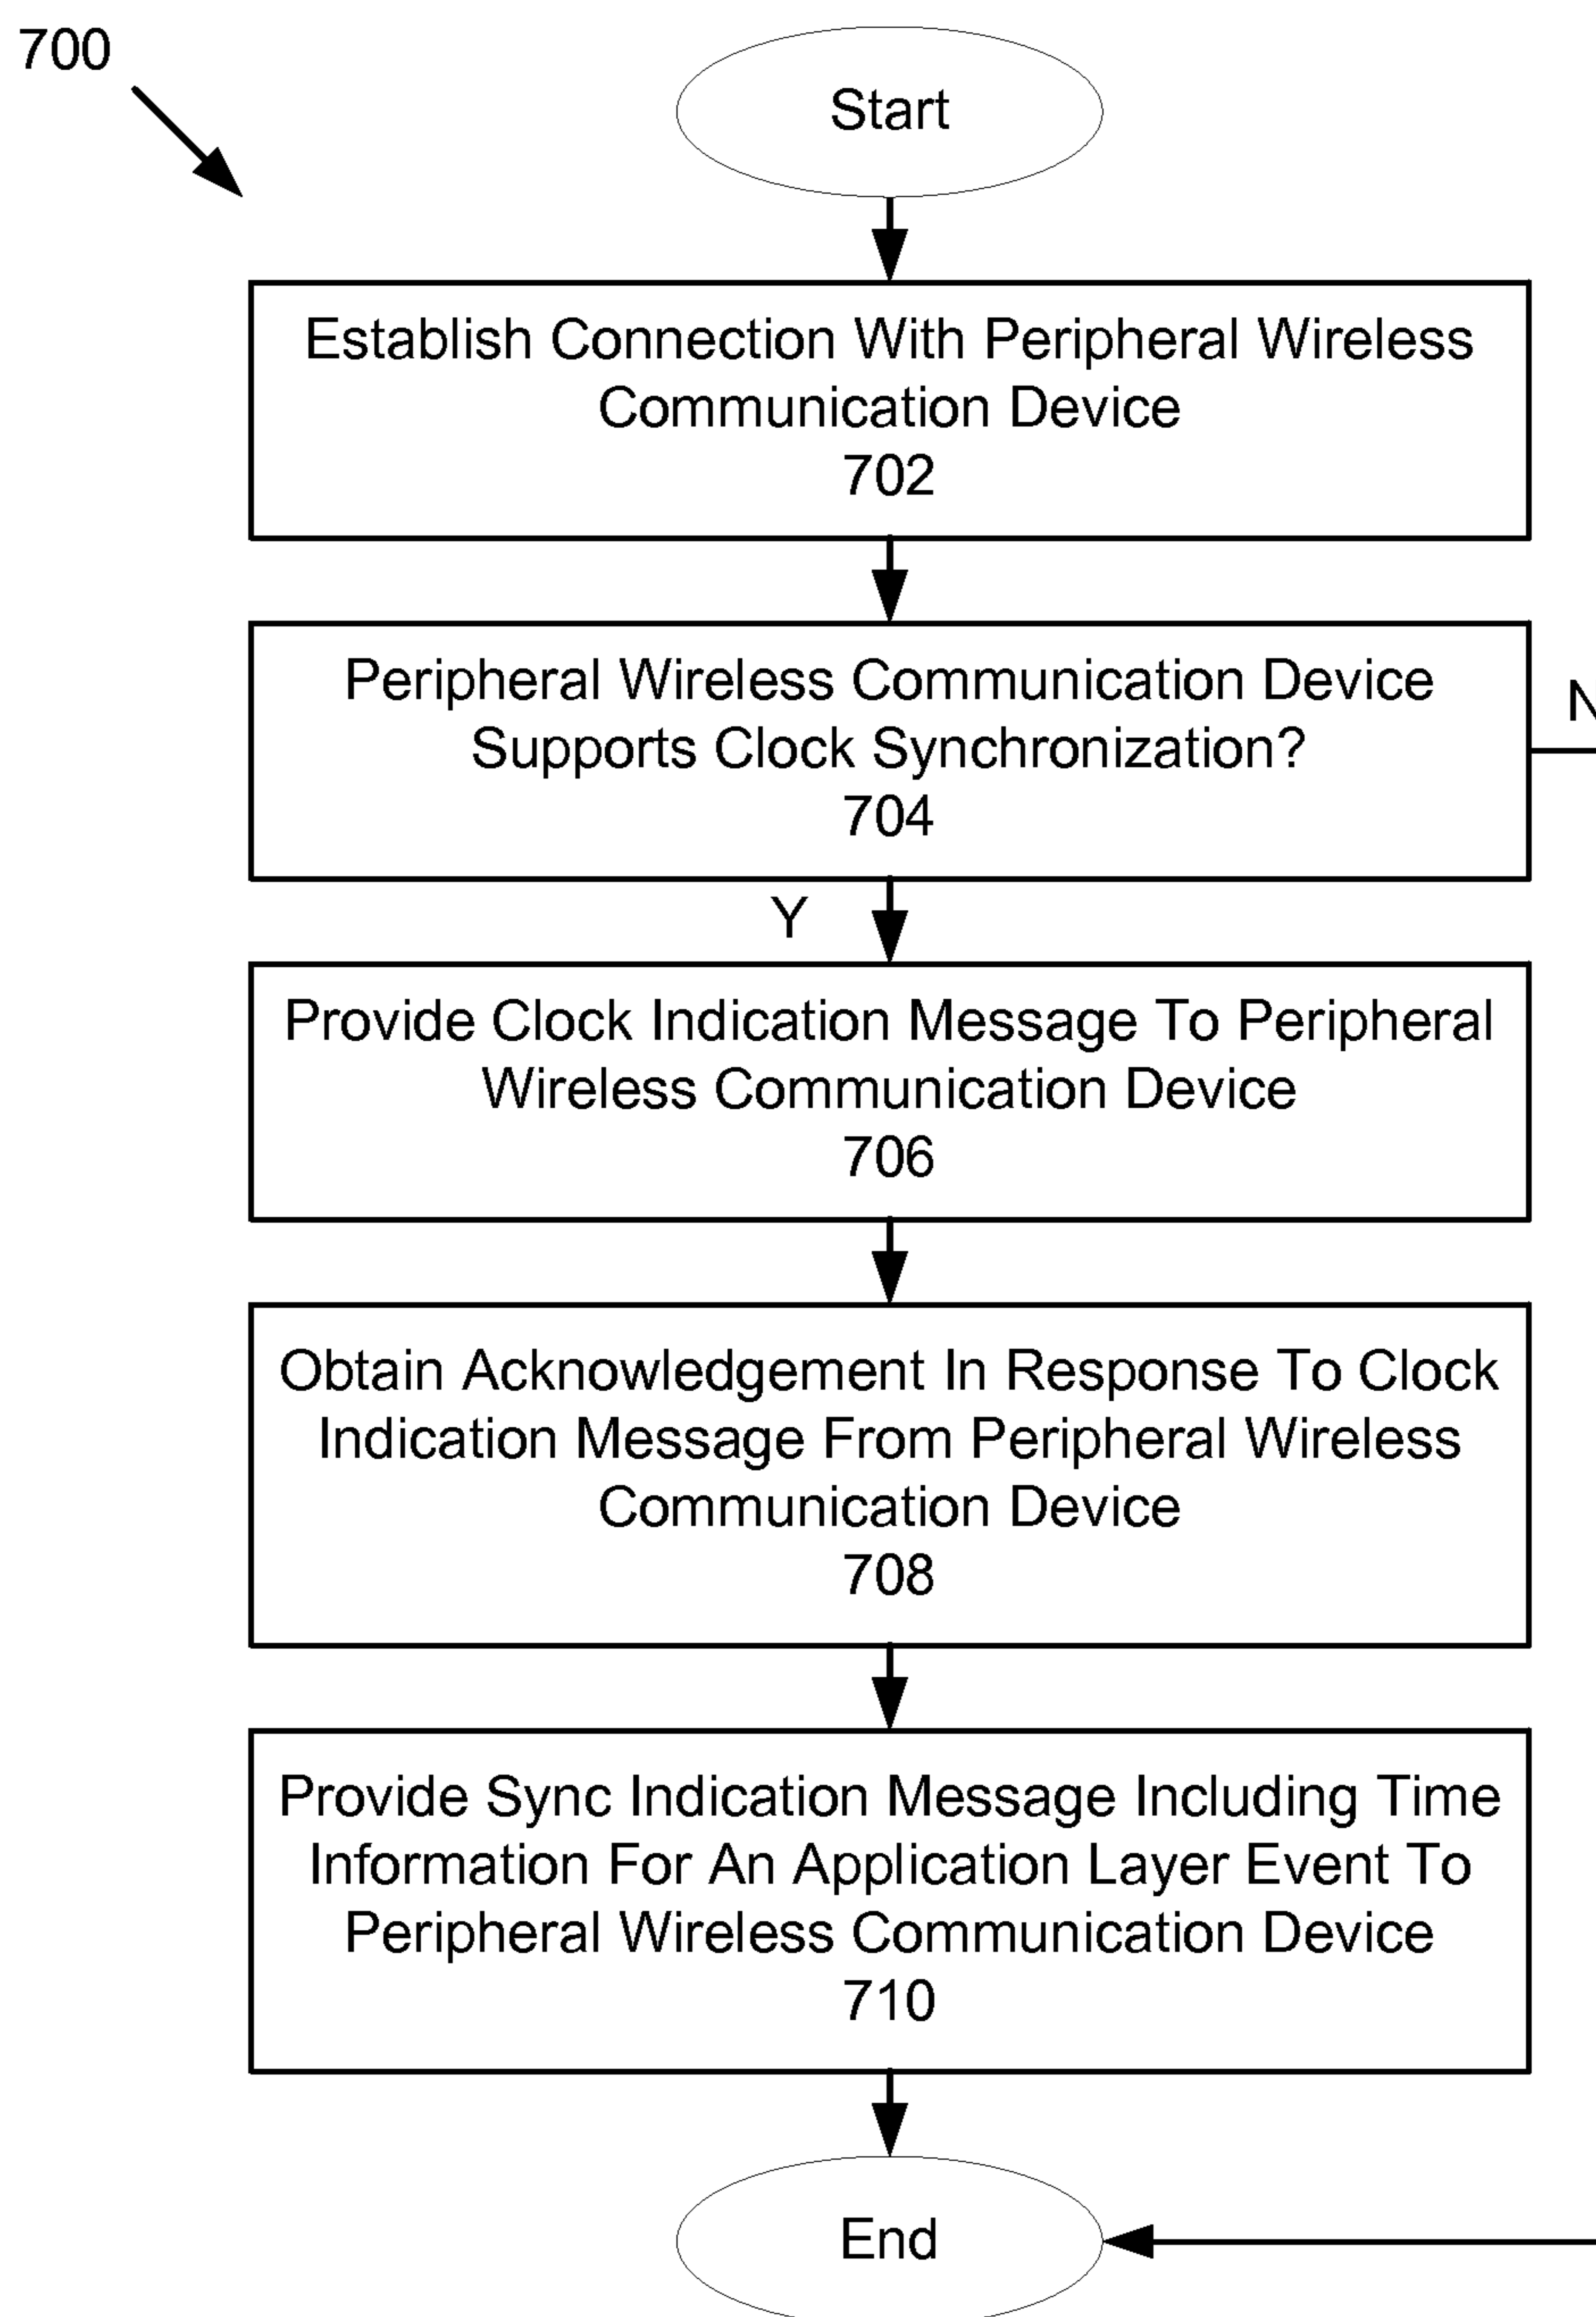 700
Start
Establish Connection With Peripheral Wireless
Communication Device
702
Peripheral Wireless Communication Device
Supports Clock Synchronization?
704
N
Y
Provide Clock Indication Message To Peripheral
Wireless Communication Device
706
Obtain Acknowledgement In Response To Clock
Indication Message From Peripheral Wireless
Communication Device
708
Provide Sync Indication Message Including Time
Information For An Application Layer Event To
Peripheral Wireless Communication Device
710
End